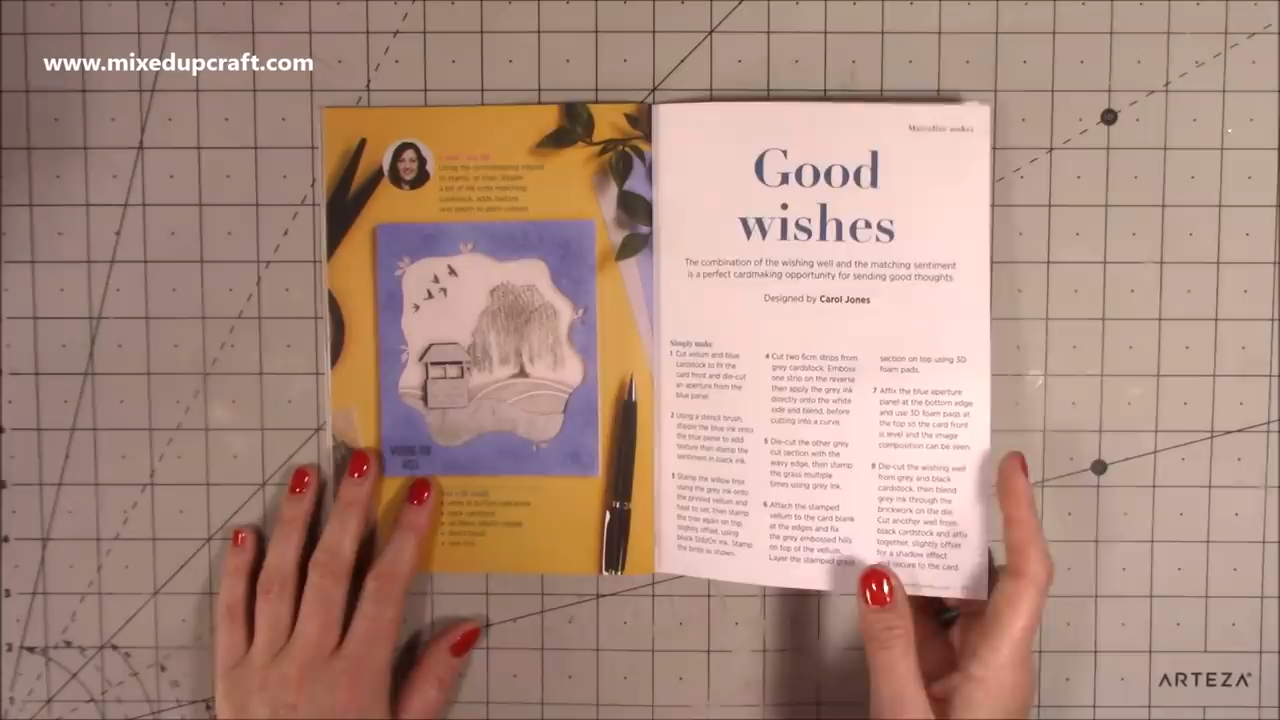 www.mixedupcraft.com
Good
wishes
The combination of the wishing well and the matching sentiment
is a perfect cardmaking opportunity for sending good thoughts.
Designed by Carol Jones
Simply make
1 Cut vellum and blue
cardstock to fit the
card front and die-cut
an aperture from the
blue panel.
2 Using a stencil brush,
stipple the blue ink onto
the blue panel to add
texture then stamp the
sentiment in black ink.
3 Stamp the willow tree
using the grey ink onto
the printed vellum and
heat to set, then stamp
the tree again on top,
slightly offset, using
black StazOn ink. Stamp
the birds as shown.
4 Cut two 6cm strips from
grey cardstock. Emboss
one strip on the reverse
then apply the grey ink
directly onto the white
side and blend, before
cutting into a curve.
5 Die-cut the other grey
cut section with the
wavy edge, then stamp
the grass multiple
times using grey ink.
6 Attach the stamped
vellum to the card blank
at the edges and fix
the grey embossed hills
on top of the vellum.
Layer the stamped grass
section on top using 3D
foam pads.
7 Affix the blue aperture
panel at the bottom edge
and use 3D foam pads at
the top so the card front
is level and the image
composition can be seen.
8 Die-cut the wishing well
from grey and black
cardstock, then blend
grey ink through the
brickwork on the die.
Cut another well from
black cardstock and affix
together, slightly offset
for a shadow effect
and secure to the card.
ARTEZA